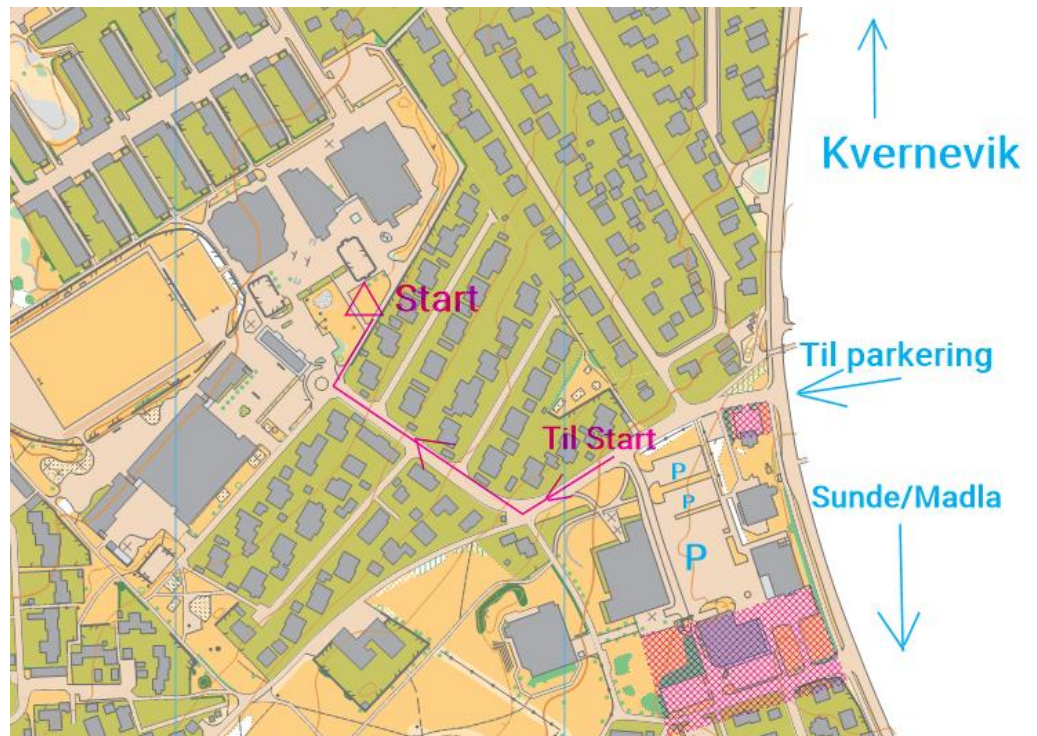 Kvernevik
Start
Til parkering
Til Start
P
P
Sunde/Madla
P